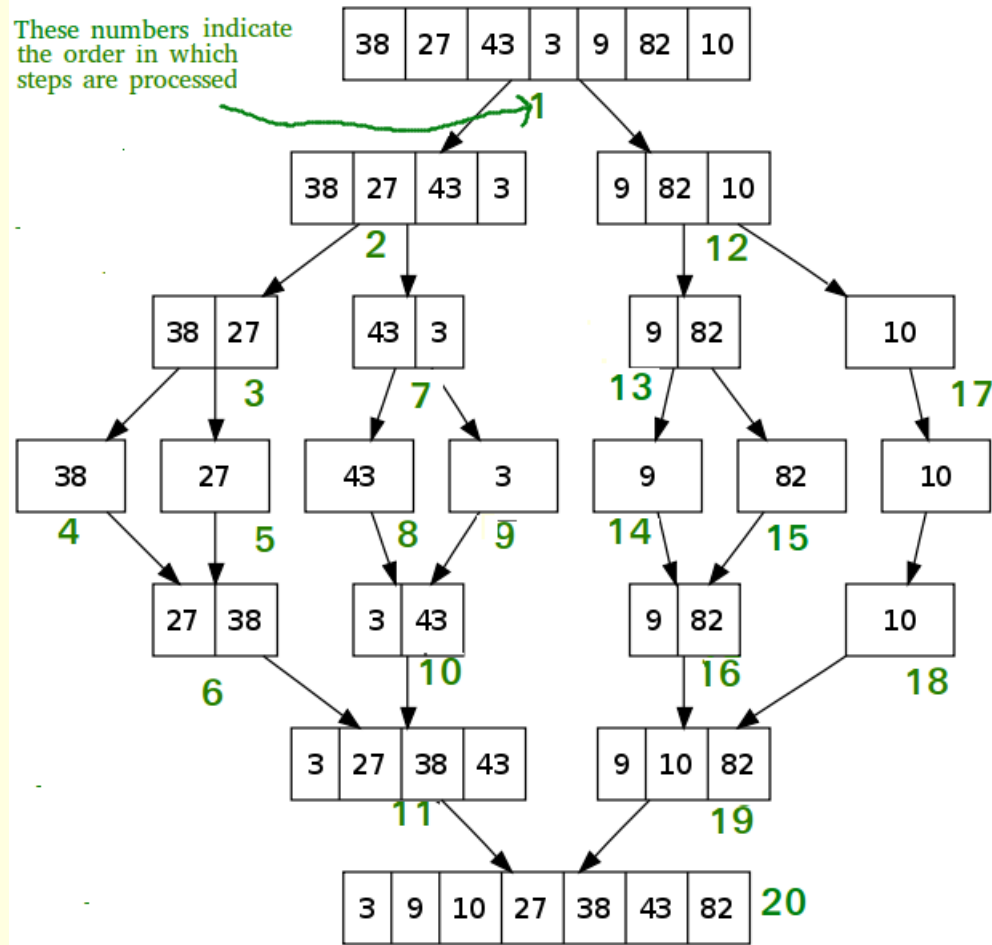 These numbers indicate
the order in which
steps are processed
38 27 43 3 9 82 10
1
38 27 43 3 9 82 10
2 12
38 27 43 3 9 82 10
3 7 13 17
38 27 43 3 9 82 10
4 5 8 9 14 15
27 38 3 43 9 82 10
6 10 16 18
3 27 38 43 9 10 82
11 19
3 9 10 27 38 43 82 20